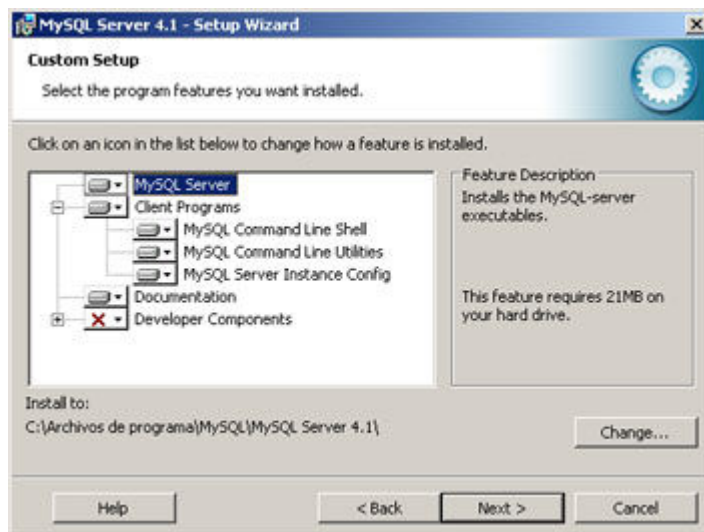 MySQL Server 4.1 - Setup Wizard
Custom Setup
Select the program features you want installed.
Click on an icon in the list below to change how a feature is installed.
MySQL Server
Client Programs
MySQL Command Line Shell
MySQL Command Line Utilities
MySQL Server Instance Config
Documentation
Developer Components
Feature Description
Installs the MySQL-server
executables.
This feature requires 21MB on
your hard drive.
Install to:
C:\Archivos de programa\MySQL\MySQL Server 4.1\
Change...
Help
< Back
Next >
Cancel